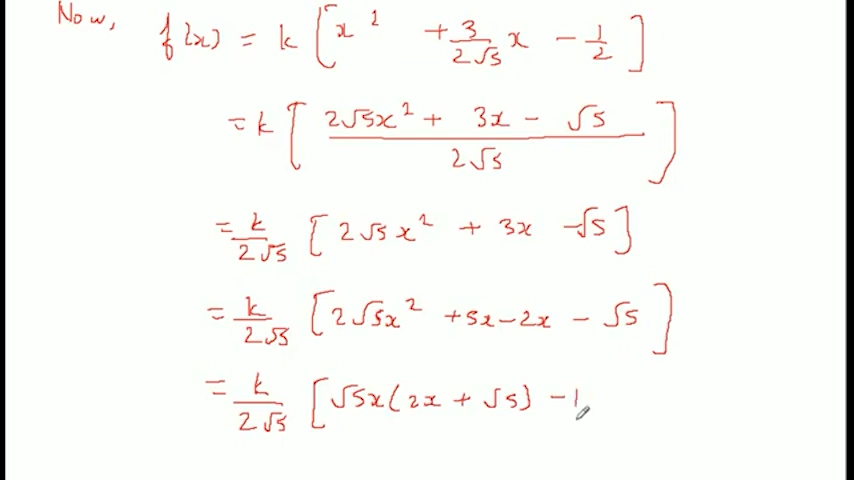 Now, f(x) = k [ x² + 3/2√5 x - 1/2 ]
= k [ 2√5x² + 3x - √5 / 2√5 ]
= k/2√5 [ 2√5x² + 3x - √5 ]
= k/2√5 [ 2√5x² + 5x - 2x - √5 ]
= k/2√5 [ √5x(2x + √5) - 1